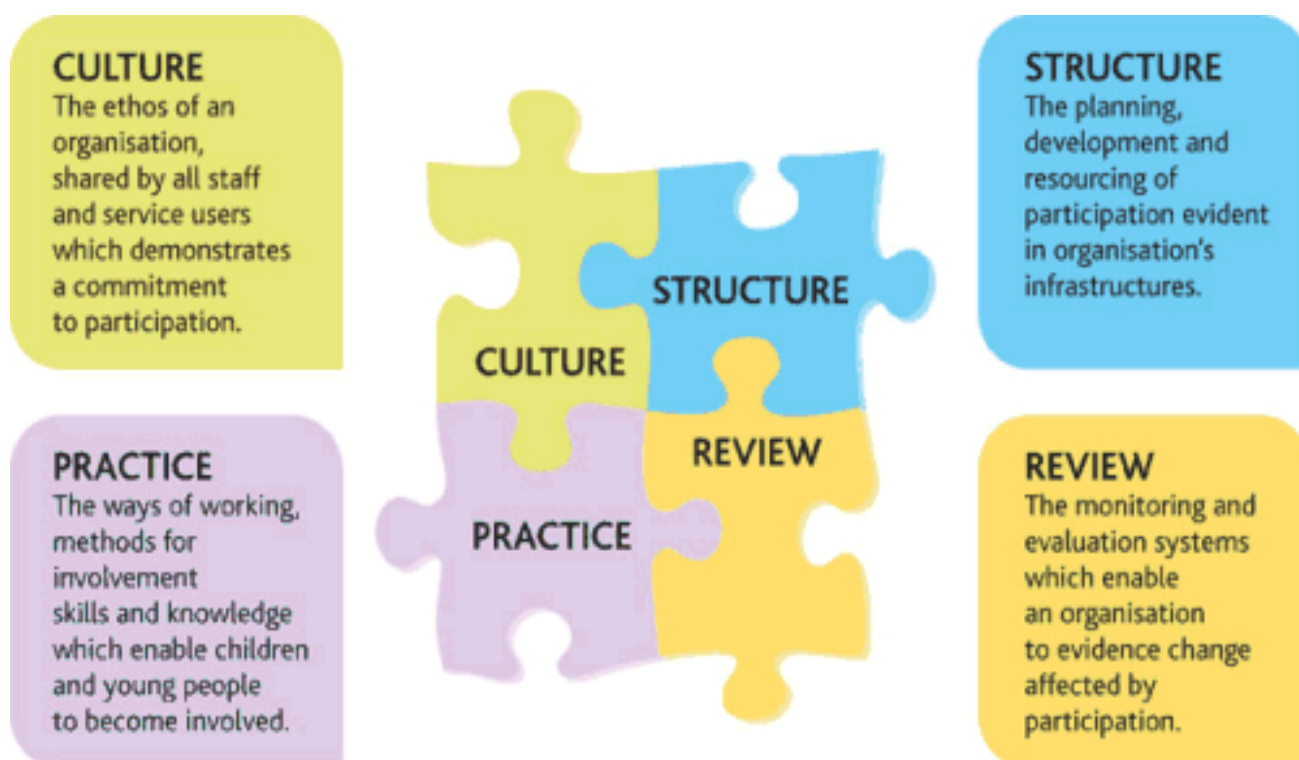 CULTURE
The ethos of an
organisation,
shared by all staff
and service users
which demonstrates
a commitment
to participation.
STRUCTURE
The planning,
development and
resourcing of
participation evident
in organisation's
infrastructures.
STRUCTURE
CULTURE
REVIEW
PRACTICE
PRACTICE
The ways of working,
methods for
involvement
skills and knowledge
which enable children
and young people
to become involved.
REVIEW
The monitoring and
evaluation systems
which enable
an organisation
to evidence change
affected by
participation.